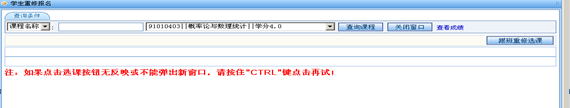 学生重修报名
查询条件
课程名称 : [91010403]|概率论与数理统计||学分4.0 查询课程 关闭窗口 查看成绩
跟班重修选课
注：如果点击选课按钮无反映或不能弹出新窗口，请按住"CTRL"键点击再试！